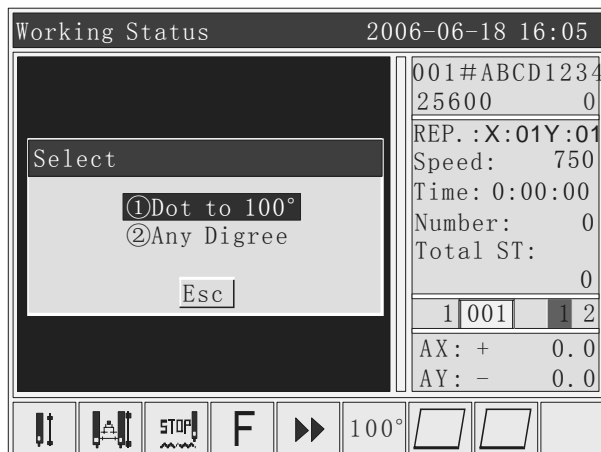 Working Status 2006-06-18 16:05
001#ABCD1234
25600 0
REP.:X:01Y:01
Speed: 750
Time: 0:00:00
Number: 0
Total ST:
0
1 001 1 2
AX: + 0.0
AY: - 0.0
Select
①Dot to 100°
②Any Digree
Esc
STOP F 100°